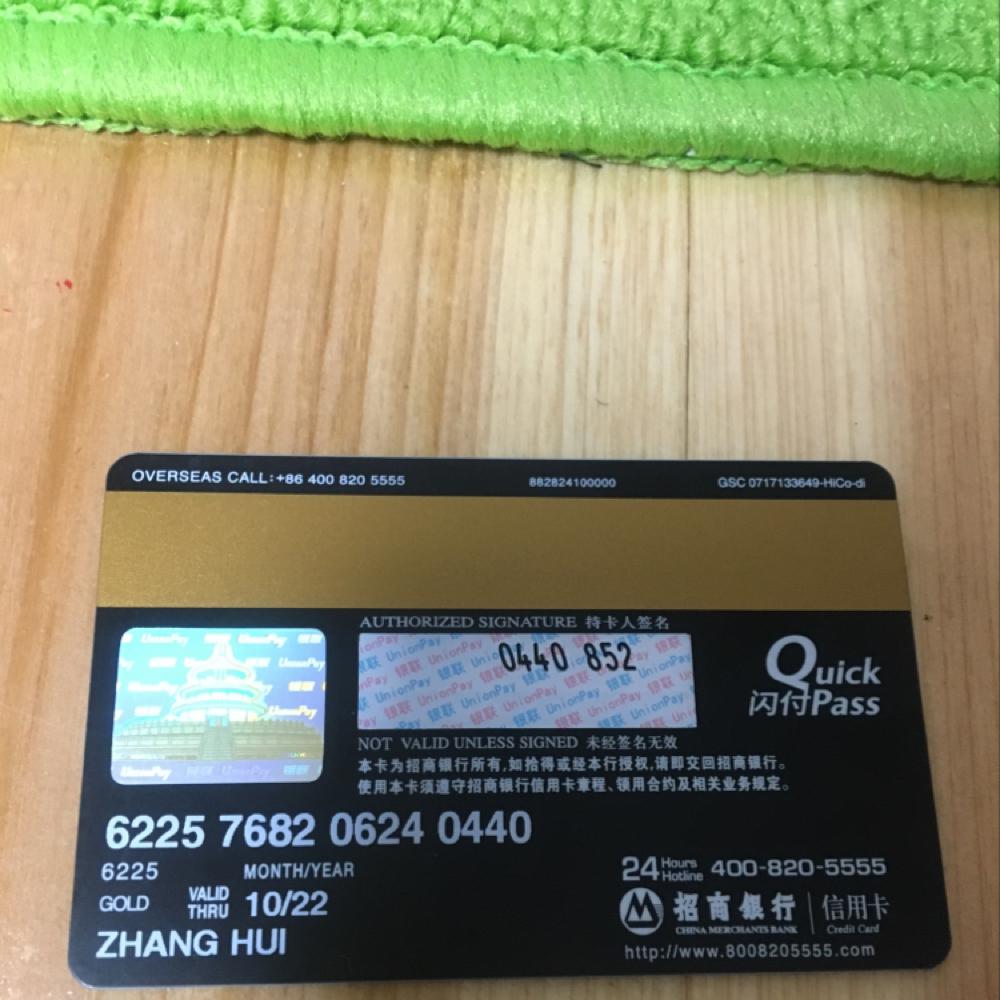 OVERSEAS CALL:+86 400 820 5555 882824100000 GSC 0717133649-HiCo-di
AUTHORIZED SIGNATURE 持卡人签名
0440 852
Quick
闪付Pass
NOT VALID UNLESS SIGNED 未经签名无效
本卡为招商银行所有,如拾得或经本行授权,请即交回招商银行。
使用本卡须遵守招商银行信用卡章程、领用合约及相关业务规定。
6225 7682 0624 0440
6225 MONTH/YEAR
GOLD VALID THRU 10/22
ZHANG HUI
24 Hours Hotline 400-820-5555
招商银行 信用卡
CHINA MERCHANTS BANK Credit Card
http://www.8008205555.com